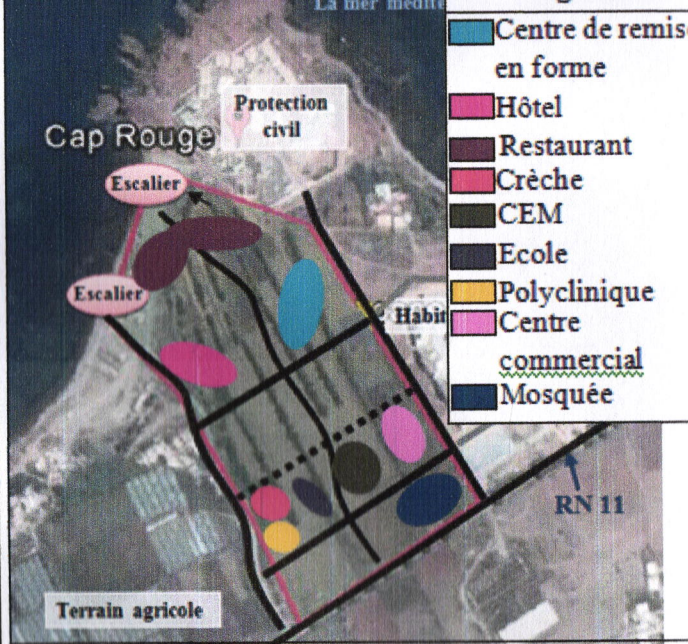 La mer médite
Centre de remise
en forme
Hôtel
Restaurant
Crèche
CEM
Ecole
Polyclinique
Centre
commercial
Mosquée
Protection
civil
Cap Rouge
Escalier
Escalier
Habit
RN 11
Terrain agricole